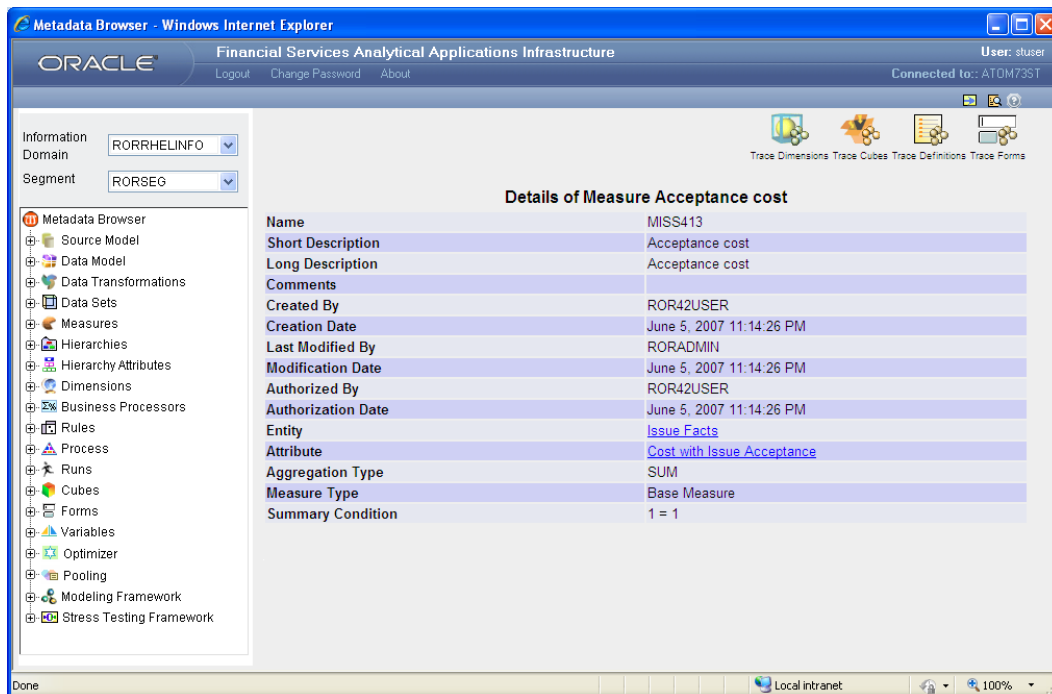 Metadata Browser - Windows Internet Explorer
ORACLE
Financial Services Analytical Applications Infrastructure
User: stuser
Logout Change Password About
Connected to:: ATOM73ST
Information Domain
RORRHELINFO
Segment
RORSEG
Trace Dimensions Trace Cubes Trace Definitions Trace Forms
Metadata Browser
Source Model
Data Model
Data Transformations
Data Sets
Measures
Hierarchies
Hierarchy Attributes
Dimensions
Business Processors
Rules
Process
Runs
Cubes
Forms
Variables
Optimizer
Pooling
Modeling Framework
Stress Testing Framework
Details of Measure Acceptance cost
Name MISS413
Short Description Acceptance cost
Long Description Acceptance cost
Comments
Created By ROR42USER
Creation Date June 5, 2007 11:14:26 PM
Last Modified By RORADMIN
Modification Date June 5, 2007 11:14:26 PM
Authorized By ROR42USER
Authorization Date June 5, 2007 11:14:26 PM
Entity Issue Facts
Attribute Cost with Issue Acceptance
Aggregation Type SUM
Measure Type Base Measure
Summary Condition 1 = 1
Done
Local intranet
100%